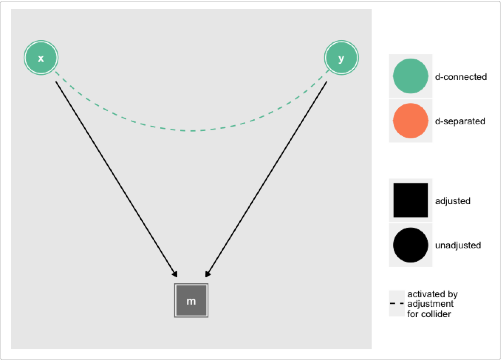 x
y
m
d-connected
d-separated
adjusted
unadjusted
activated by
adjustment
for collider